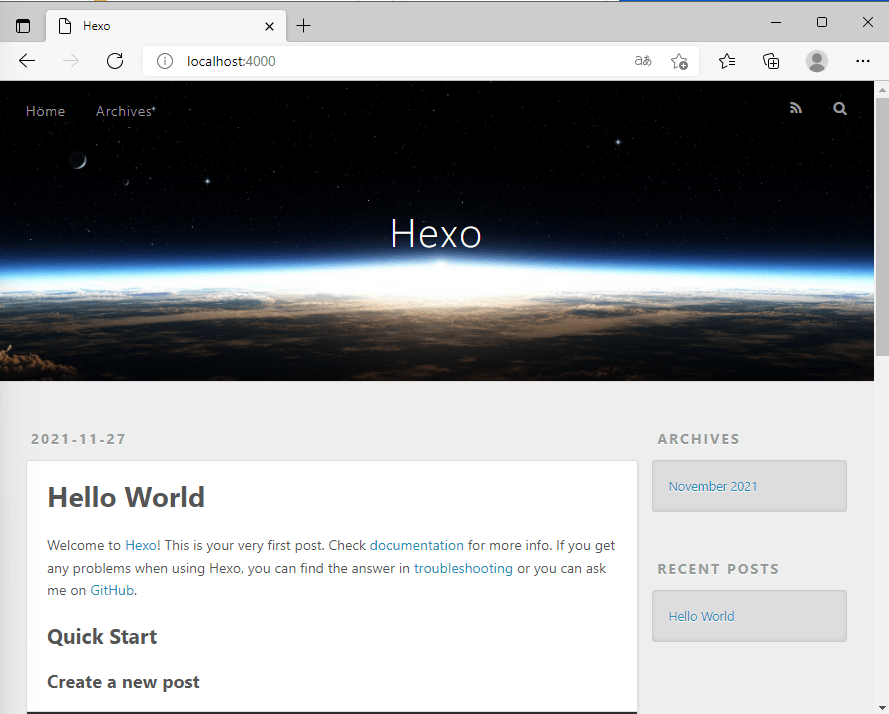 Hexo
localhost:4000
aあ
Home
Archives
Hexo
2021-11-27
ARCHIVES
Hello World
November 2021
Welcome to Hexo! This is your very first post. Check documentation for more info. If you get
any problems when using Hexo, you can find the answer in troubleshooting or you can ask
me on GitHub.
RECENT POSTS
Hello World
Quick Start
Create a new post